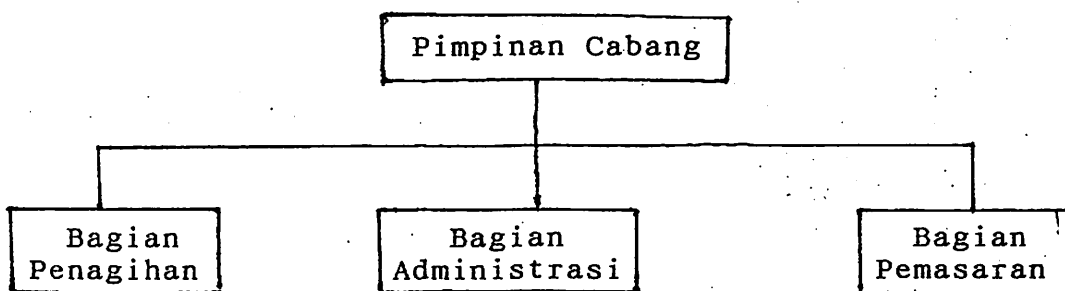 Pimpinan Cabang
Bagian
Penagihan
Bagian
Administrasi
Bagian
Pemasaran